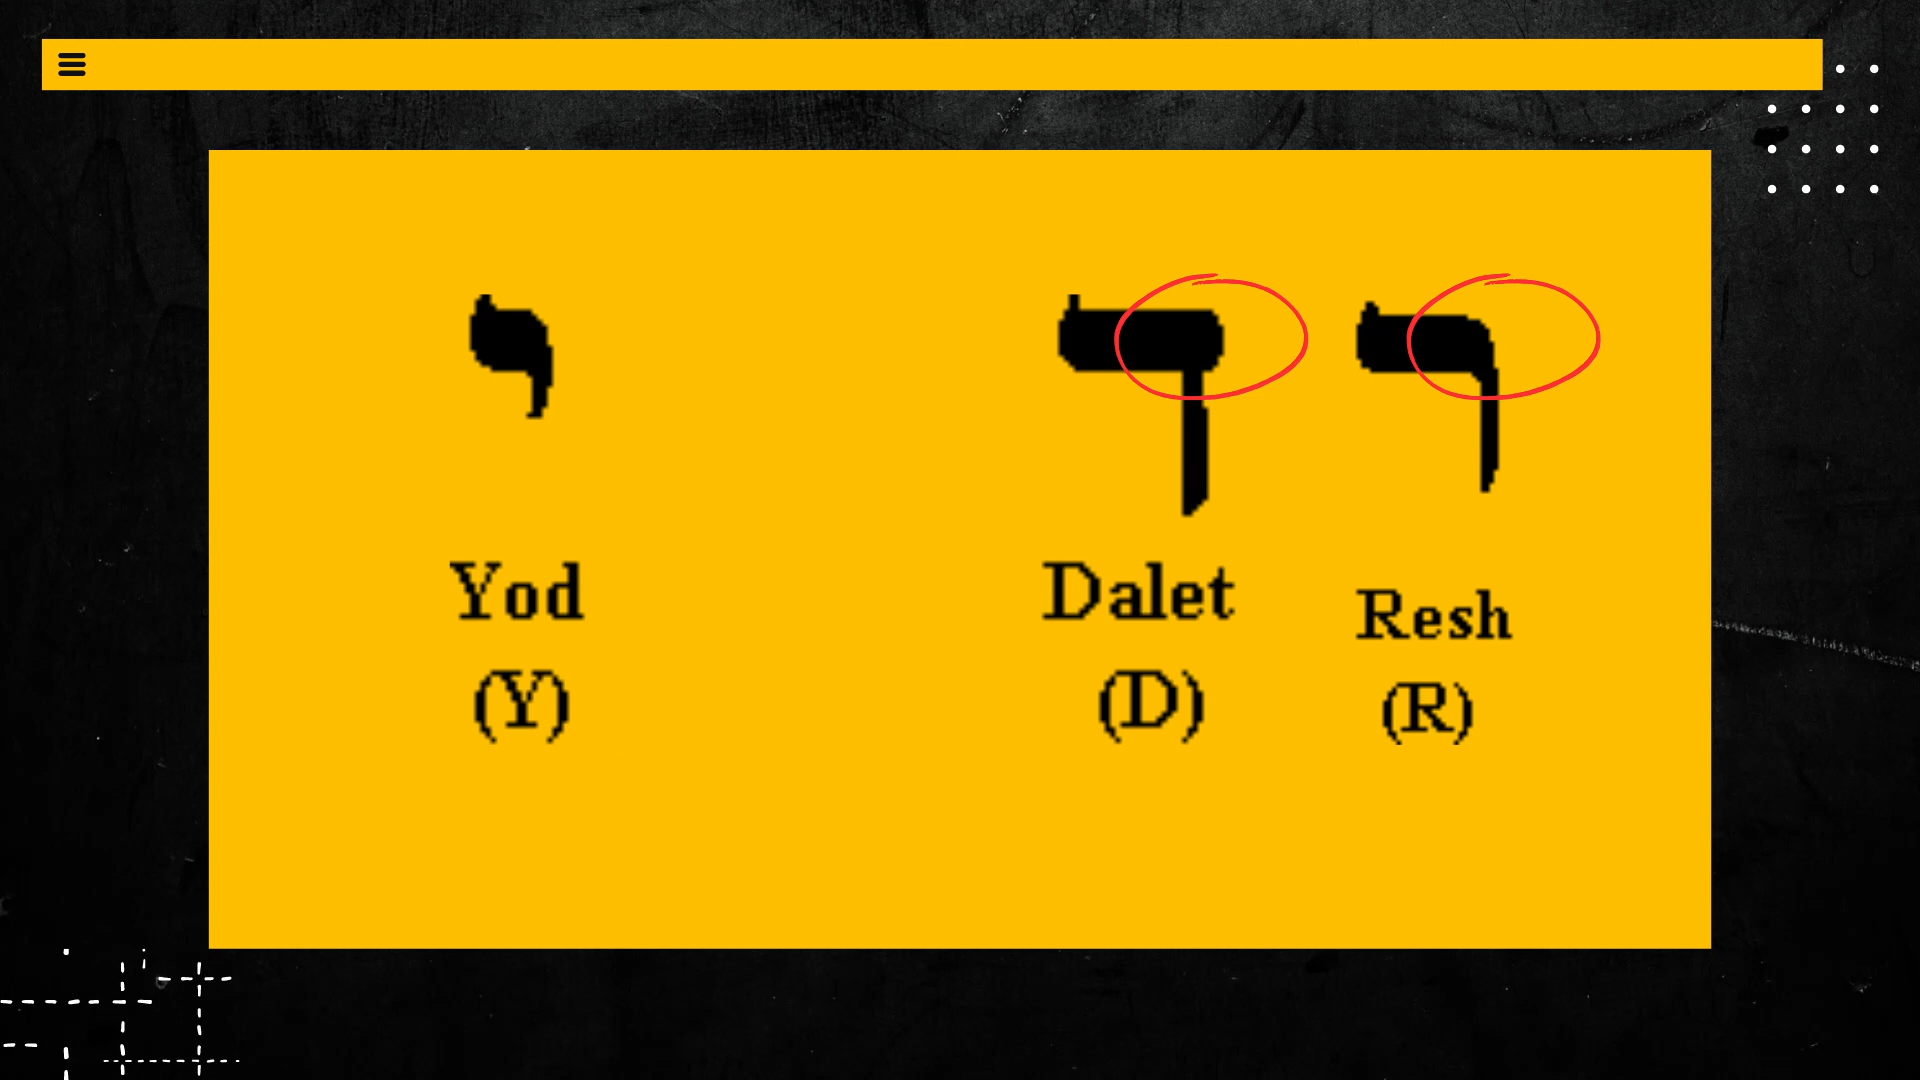 י ד ר
Yod Dalet Resh
(Y) (D) (R)